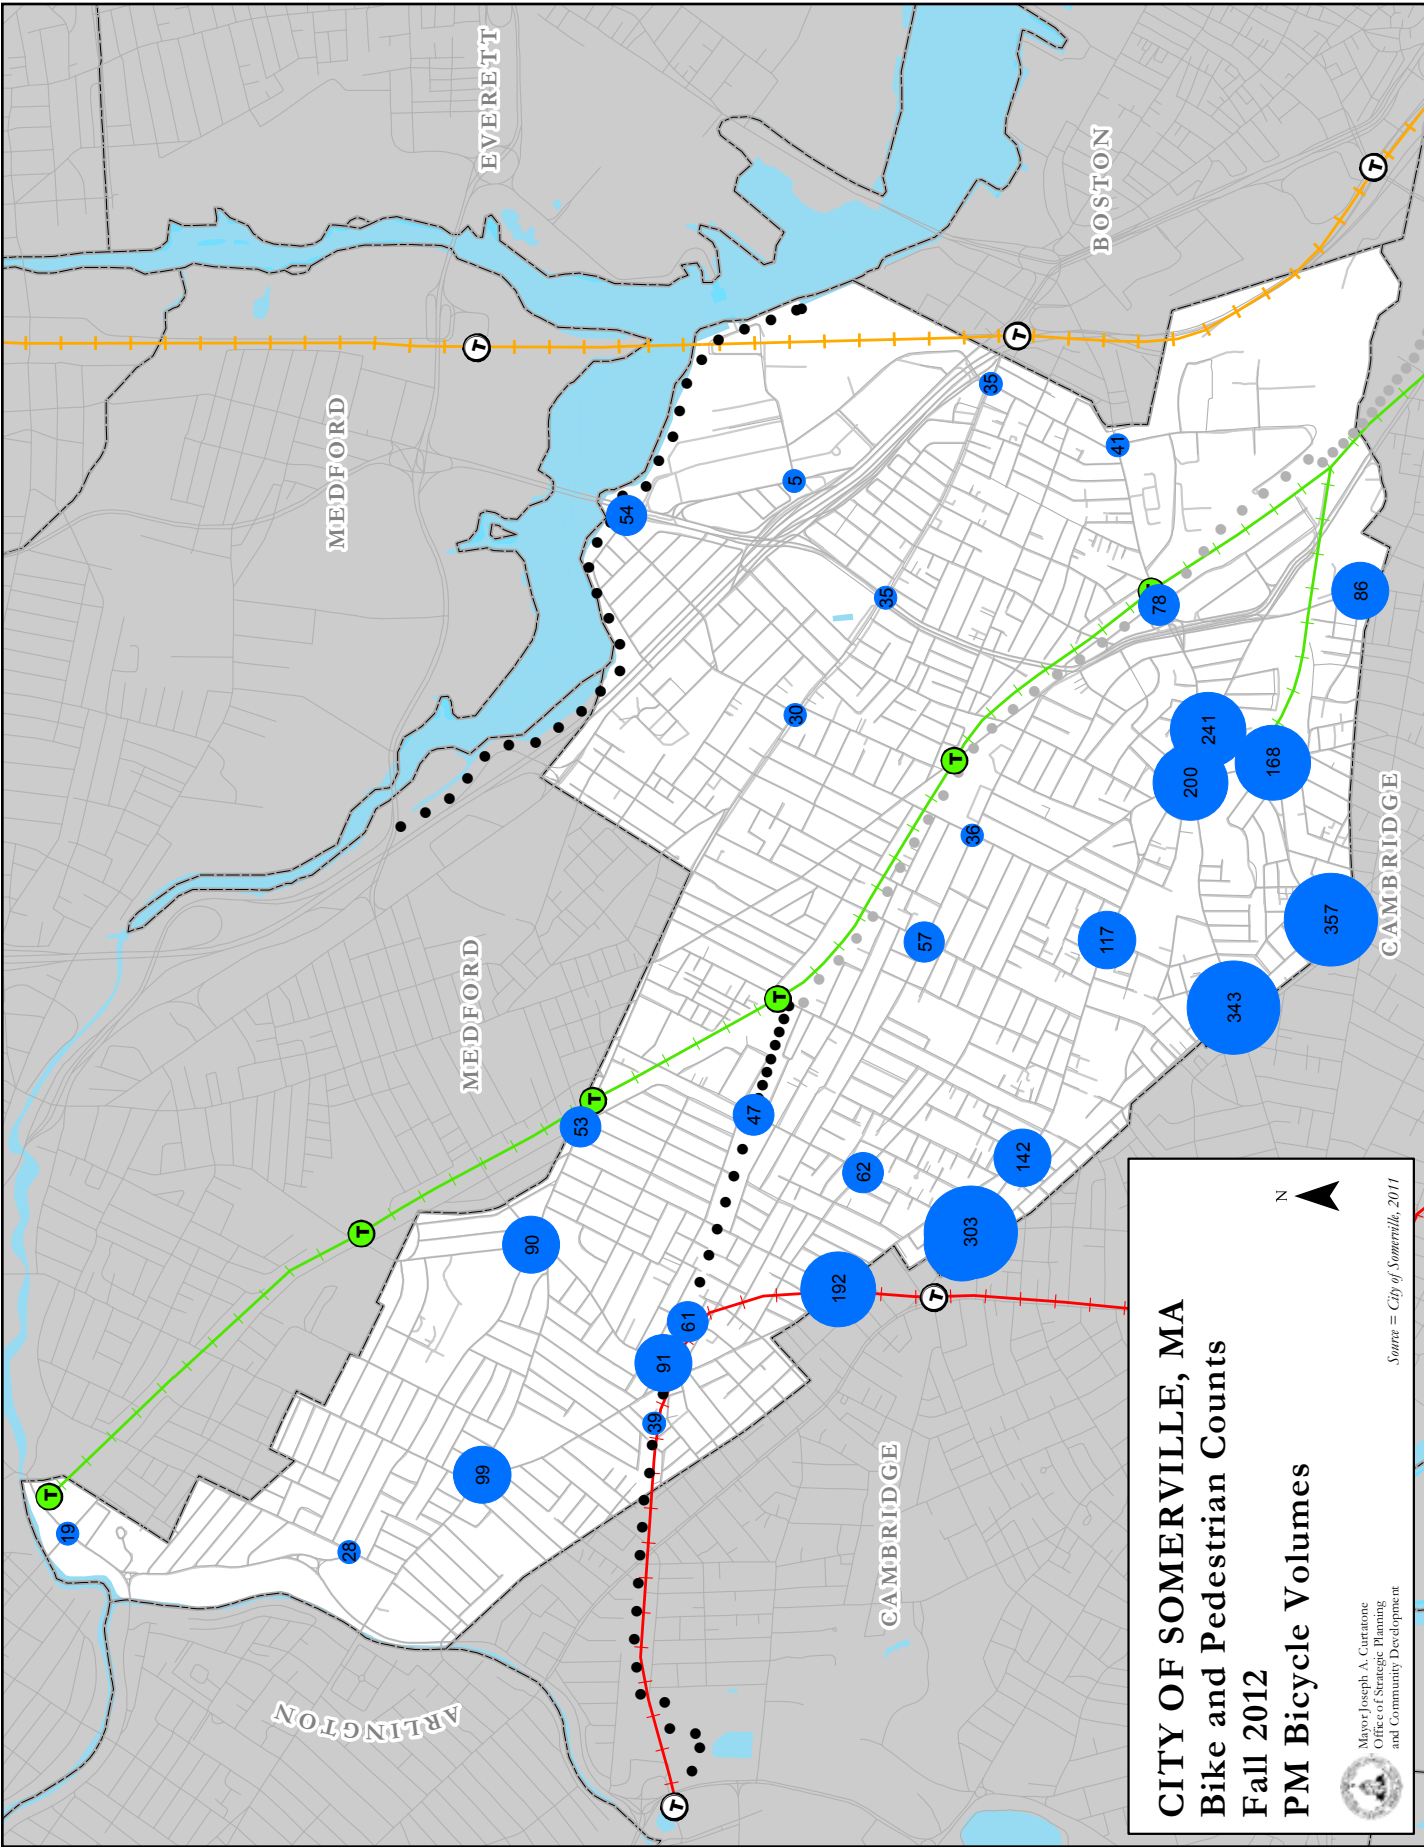 T
19
ARLINGTON
MEDFORD
28
T
MEDFORD
T
99
EVERETT
90
53
T
54
39
91
T
61
47
T
5
30
192
62
35
CAMBRIDGE
57
T
T
303
36
35
T
142
BOSTON
117
41
78
200
241
343
168
357
86
T
CAMBRIDGE
CITY OF SOMERVILLE, MA
Bike and Pedestrian Counts
Fall 2012
PM Bicycle Volumes
N
Mayor Joseph A. Curtatone
Office of Strategic Planning
and Community Development
Source = City of Somerville, 2011